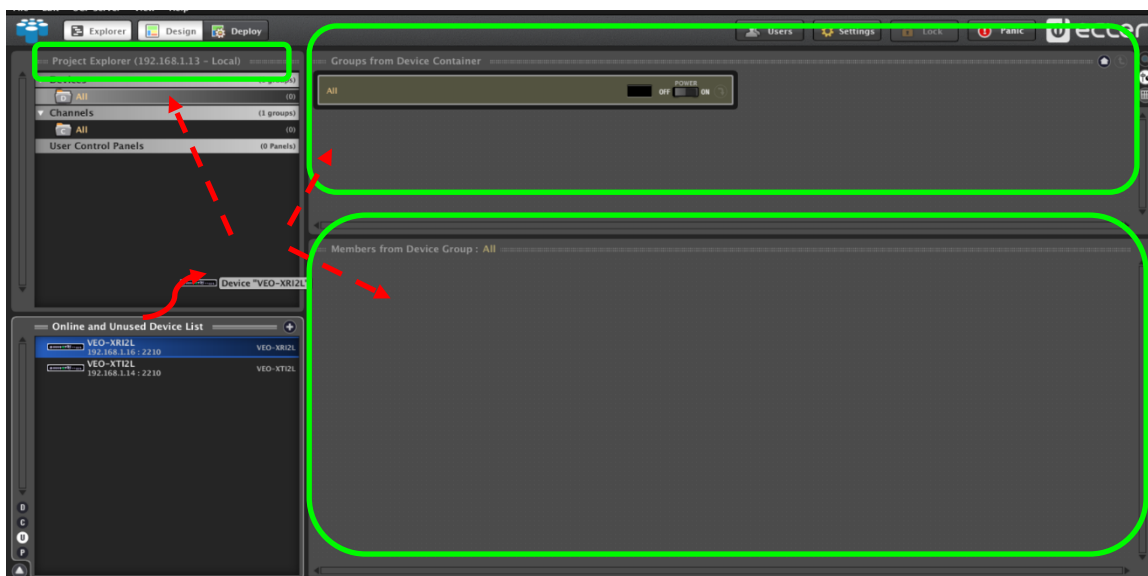 Explorer Design Deploy Users Settings Lock Panic
Project Explorer (192.168.1.13 - Local)
Groups from Device Container
Devices
All (0)
All
POWER
OFF ON
Channels (1 groups)
All (0)
User Control Panels (0 Panels)
Members from Device Group : All
Device "VEO-XRI2L"
Online and Unused Device List
VEO-XRI2L VEO-XRI2L
192.168.1.16 : 2210
VEO-XTI2L VEO-XTI2L
192.168.1.14 : 2210
D
C
U
P